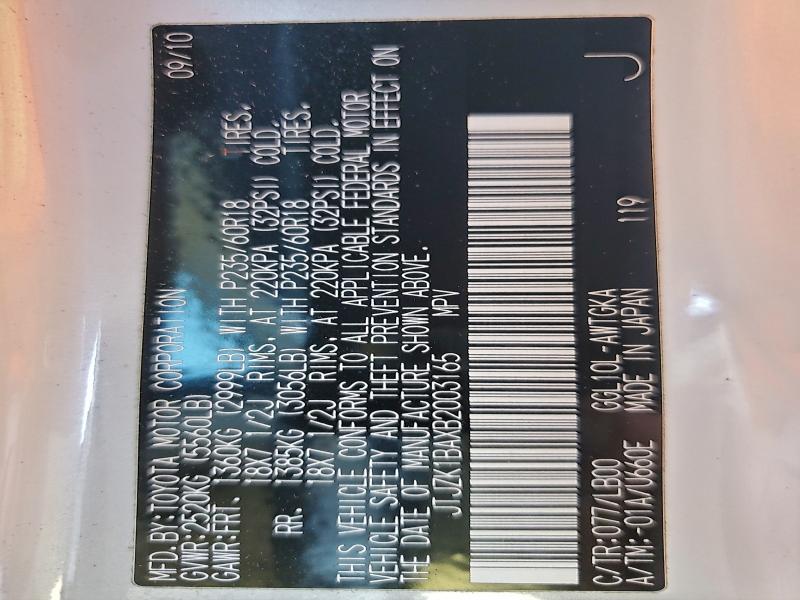 MFD.BY:TOYOTA MOTOR CORPORATION 09/10
GVWR:2520KG (5560LB)
GAWR:FRT. 1360KG (2999LB) WITH P235/60R18 TIRES,
18X7 1/2J RIMS, AT 220KPA (32PSI) COLD.
RR. 1385KG (3056LB) WITH P235/60R18 TIRES,
18X7 1/2J RIMS, AT 220KPA (32PSI) COLD.
THIS VEHICLE CONFORMS TO ALL APPLICABLE FEDERAL MOTOR
VEHICLE SAFETY AND THEFT PREVENTION STANDARDS IN EFFECT ON
THE DATE OF MANUFACTURE SHOWN ABOVE.
JTJZK1BAXB2003165 MPV
C/TR:077/LB00 GGL10L-AWTGKA
A/TM:-01A/U660E MADE IN JAPAN 119 J